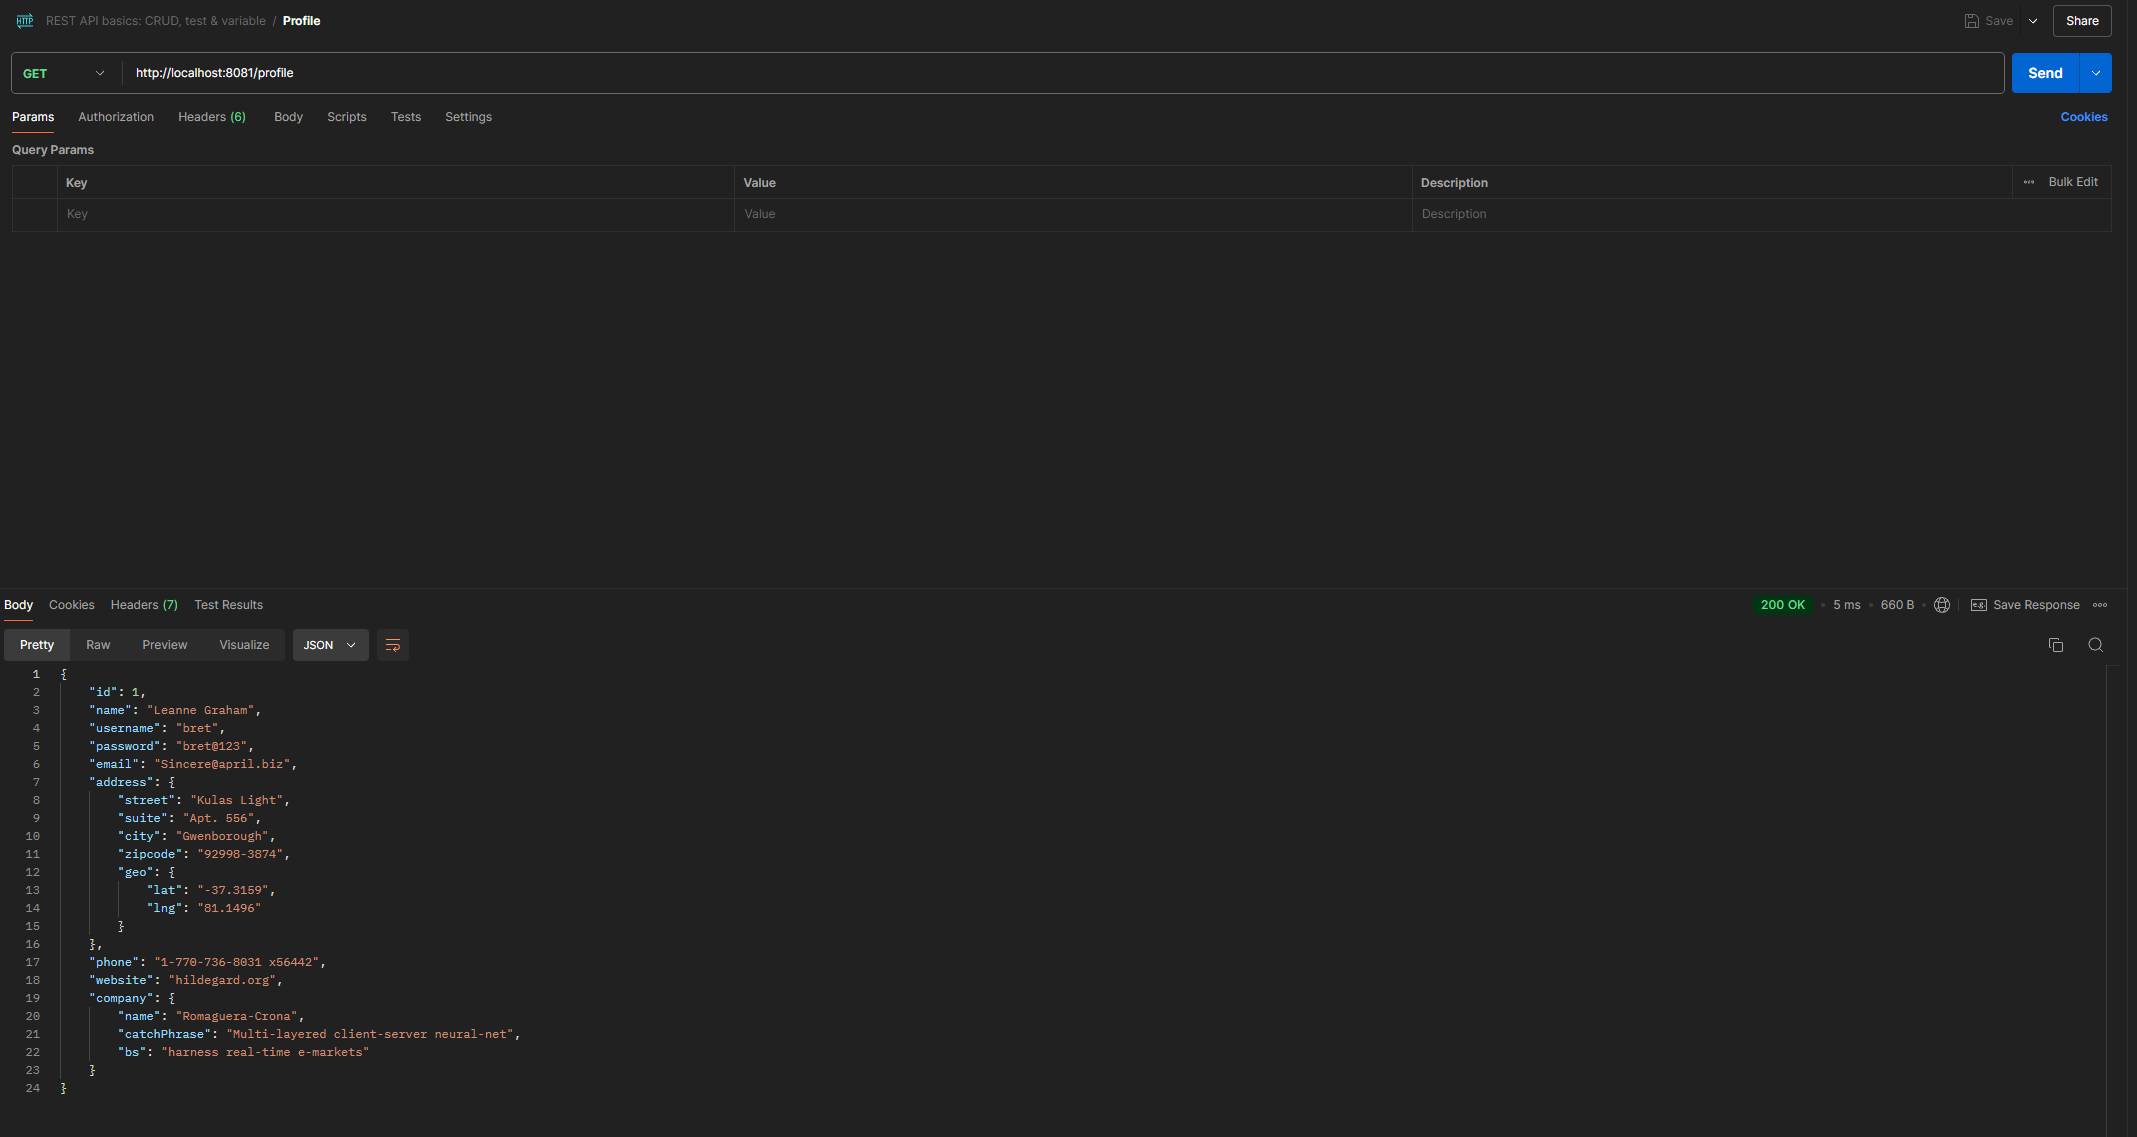 HTTP REST API basics: CRUD, test & variable / Profile Save Share
GET http://localhost:8081/profile Send
Params Authorization Headers (6) Body Scripts Tests Settings Cookies
Query Params
Key Value Description Bulk Edit
Key Value Description
Body Cookies Headers (7) Test Results 200 OK • 5 ms • 660 B • e.g. Save Response
Pretty Raw Preview Visualize JSON
1 {
2 "id": 1,
3 "name": "Leanne Graham",
4 "username": "bret",
5 "password": "bret@123",
6 "email": "Sincere@april.biz",
7 "address": {
8 "street": "Kulas Light",
9 "suite": "Apt. 556",
10 "city": "Gwenborough",
11 "zipcode": "92998-3874",
12 "geo": {
13 "lat": "-37.3159",
14 "lng": "81.1496"
15 }
16 },
17 "phone": "1-770-736-8031 x56442",
18 "website": "hildegard.org",
19 "company": {
20 "name": "Romaguera-Crona",
21 "catchPhrase": "Multi-layered client-server neural-net",
22 "bs": "harness real-time e-markets"
23 }
24 }